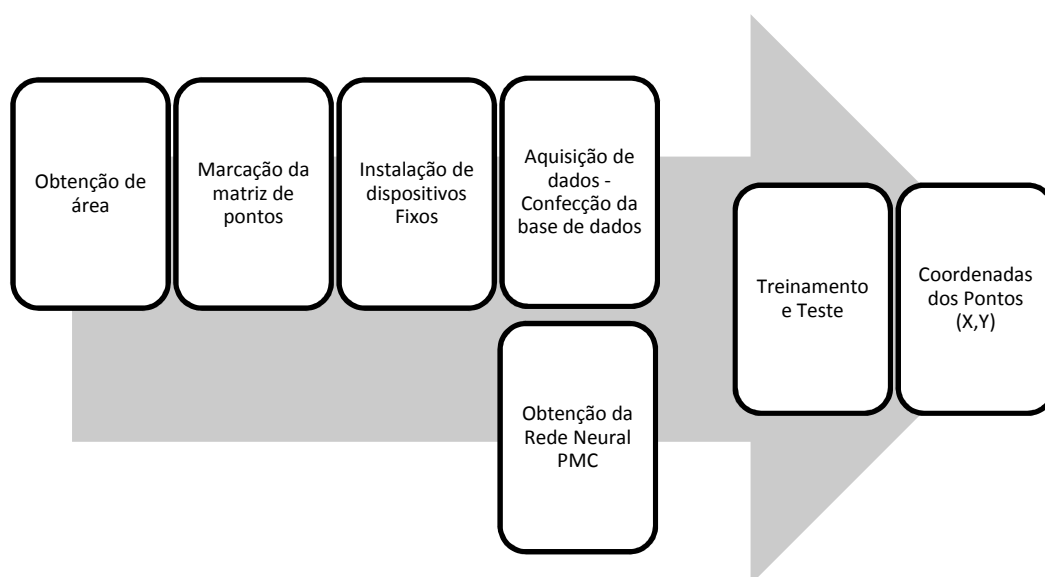 Obtenção de
área
Marcação da
matriz de
pontos
Instalação de
dispositivos
Fixos
Aquisição de
dados -
Confecção da
base de dados
Obtenção da
Rede Neural
PMC
Treinamento
e Teste
Coordenadas
dos Pontos
(X,Y)